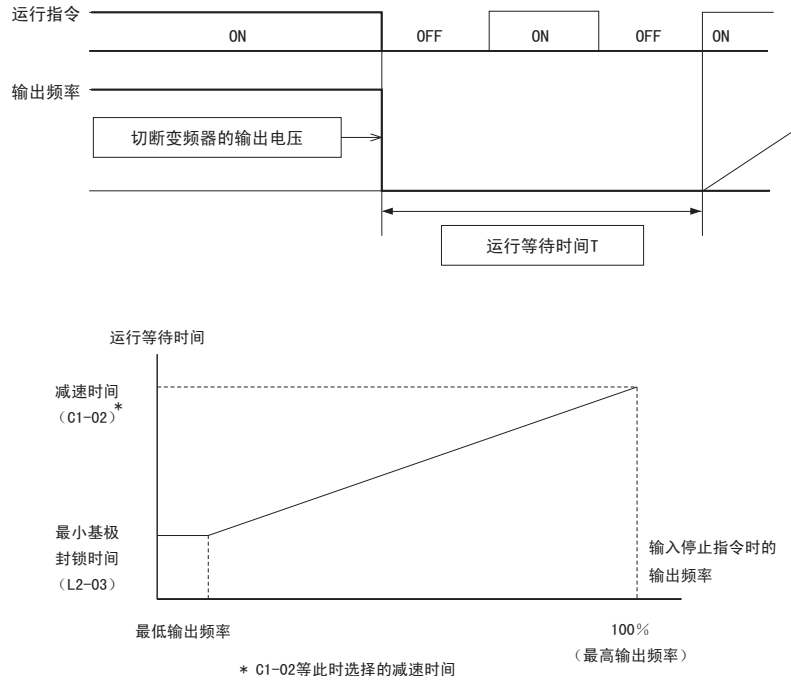 运行指令
ON OFF ON OFF ON
输出频率
切断变频器的输出电压
运行等待时间T
运行等待时间
减速时间
(C1-02)*
最小基极
封锁时间
(L2-03)
输入停止指令时的
输出频率
最低输出频率
100%
(最高输出频率)
* C1-02等此时选择的减速时间